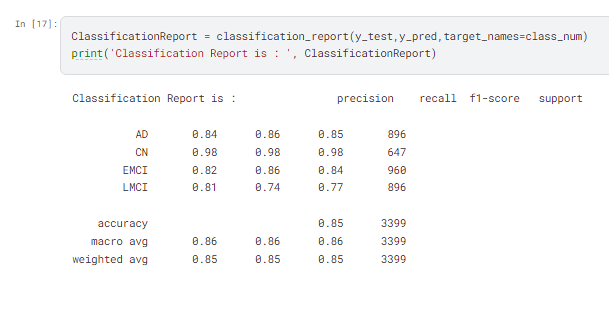 In [17]:
ClassificationReport = classification_report(y_test,y_pred,target_names=class_num)
print('Classification Report is : ', ClassificationReport)
Classification Report is :                precision    recall  f1-score   support
AD       0.84      0.86      0.85       896
CN       0.98      0.98      0.98       647
EMCI       0.82      0.86      0.84       960
LMCI       0.81      0.74      0.77       896
accuracy                           0.85      3399
macro avg       0.86      0.86      0.86      3399
weighted avg       0.85      0.85      0.85      3399